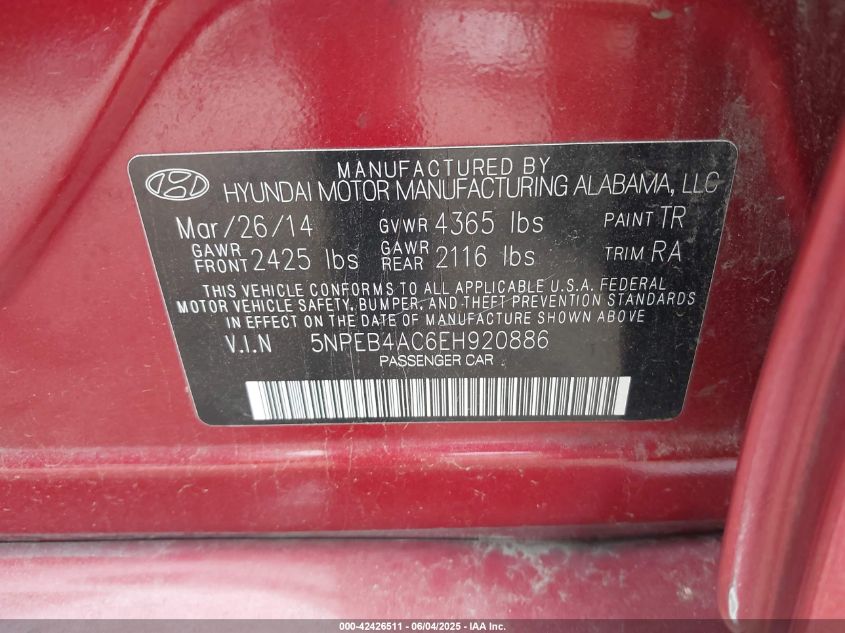 MANUFACTURED BY
HYUNDAI MOTOR MANUFACTURING ALABAMA, LLC
Mar/26/14 GVWR 4365 lbs PAINT TR
GAWR FRONT 2425 lbs GAWR REAR 2116 lbs TRIM RA
THIS VEHICLE CONFORMS TO ALL APPLICABLE U.S.A. FEDERAL
MOTOR VEHICLE SAFETY, BUMPER, AND THEFT PREVENTION STANDARDS
IN EFFECT ON THE DATE OF MANUFACTURE SHOWN ABOVE
V.I.N 5NPEB4AC6EH920886
PASSENGER CAR
000-42426511 - 06/04/2025 - IAA Inc.